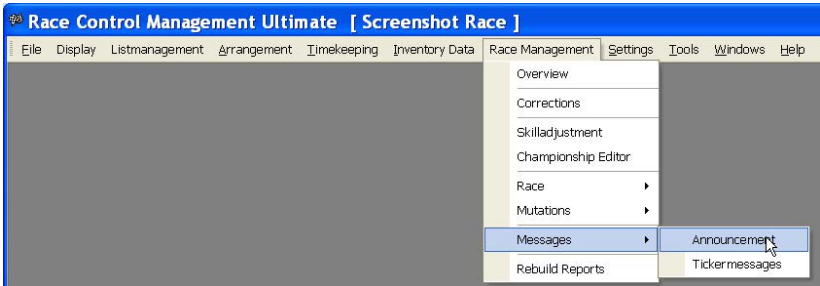 Race Control Management Ultimate [ Screenshot Race ]
File Display Listmanagement Arrangement Timekeeping Inventory Data Race Management Settings Tools Windows Help
Overview
Corrections
Skilladjustment
Championship Editor
Race
Mutations
Messages Announcement
Rebuild Reports Tickermessages